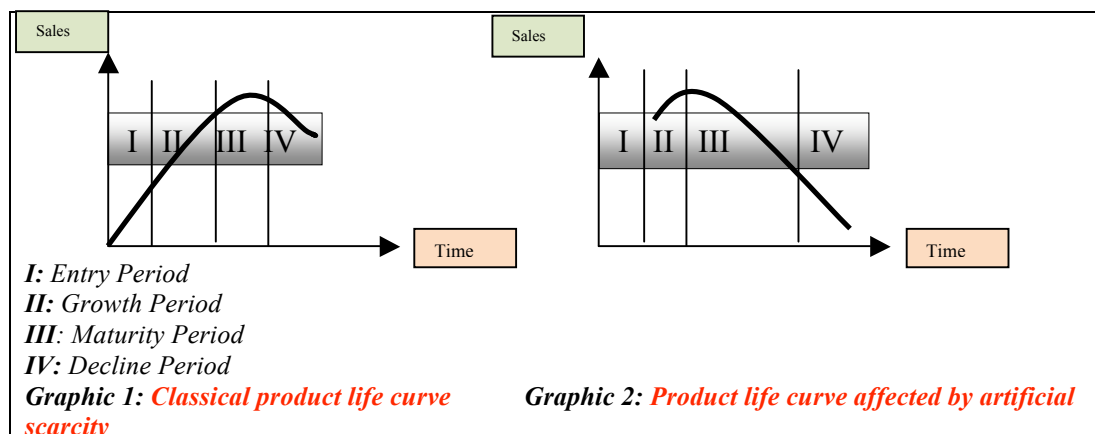 Sales
I II III IV
Time
Sales
I II III IV
Time
I: Entry Period
II: Growth Period
III: Maturity Period
IV: Decline Period
Graphic 1: Classical product life curve
scarcity
Graphic 2: Product life curve affected by artificial